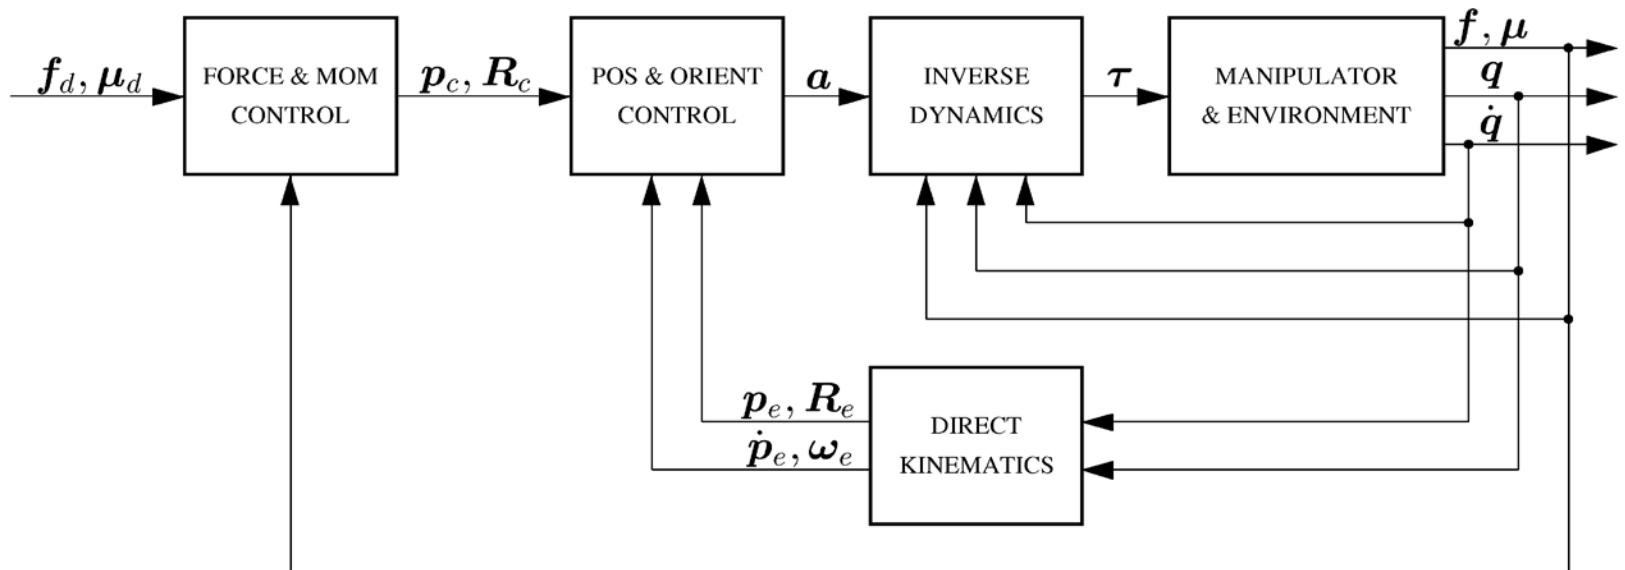 f_d, μ_d
FORCE & MOM
CONTROL
p_c, R_c
POS & ORIENT
CONTROL
a
INVERSE
DYNAMICS
τ
MANIPULATOR
& ENVIRONMENT
f, μ
q
q̇
p_e, R_e
ṗ_e, ω_e
DIRECT
KINEMATICS